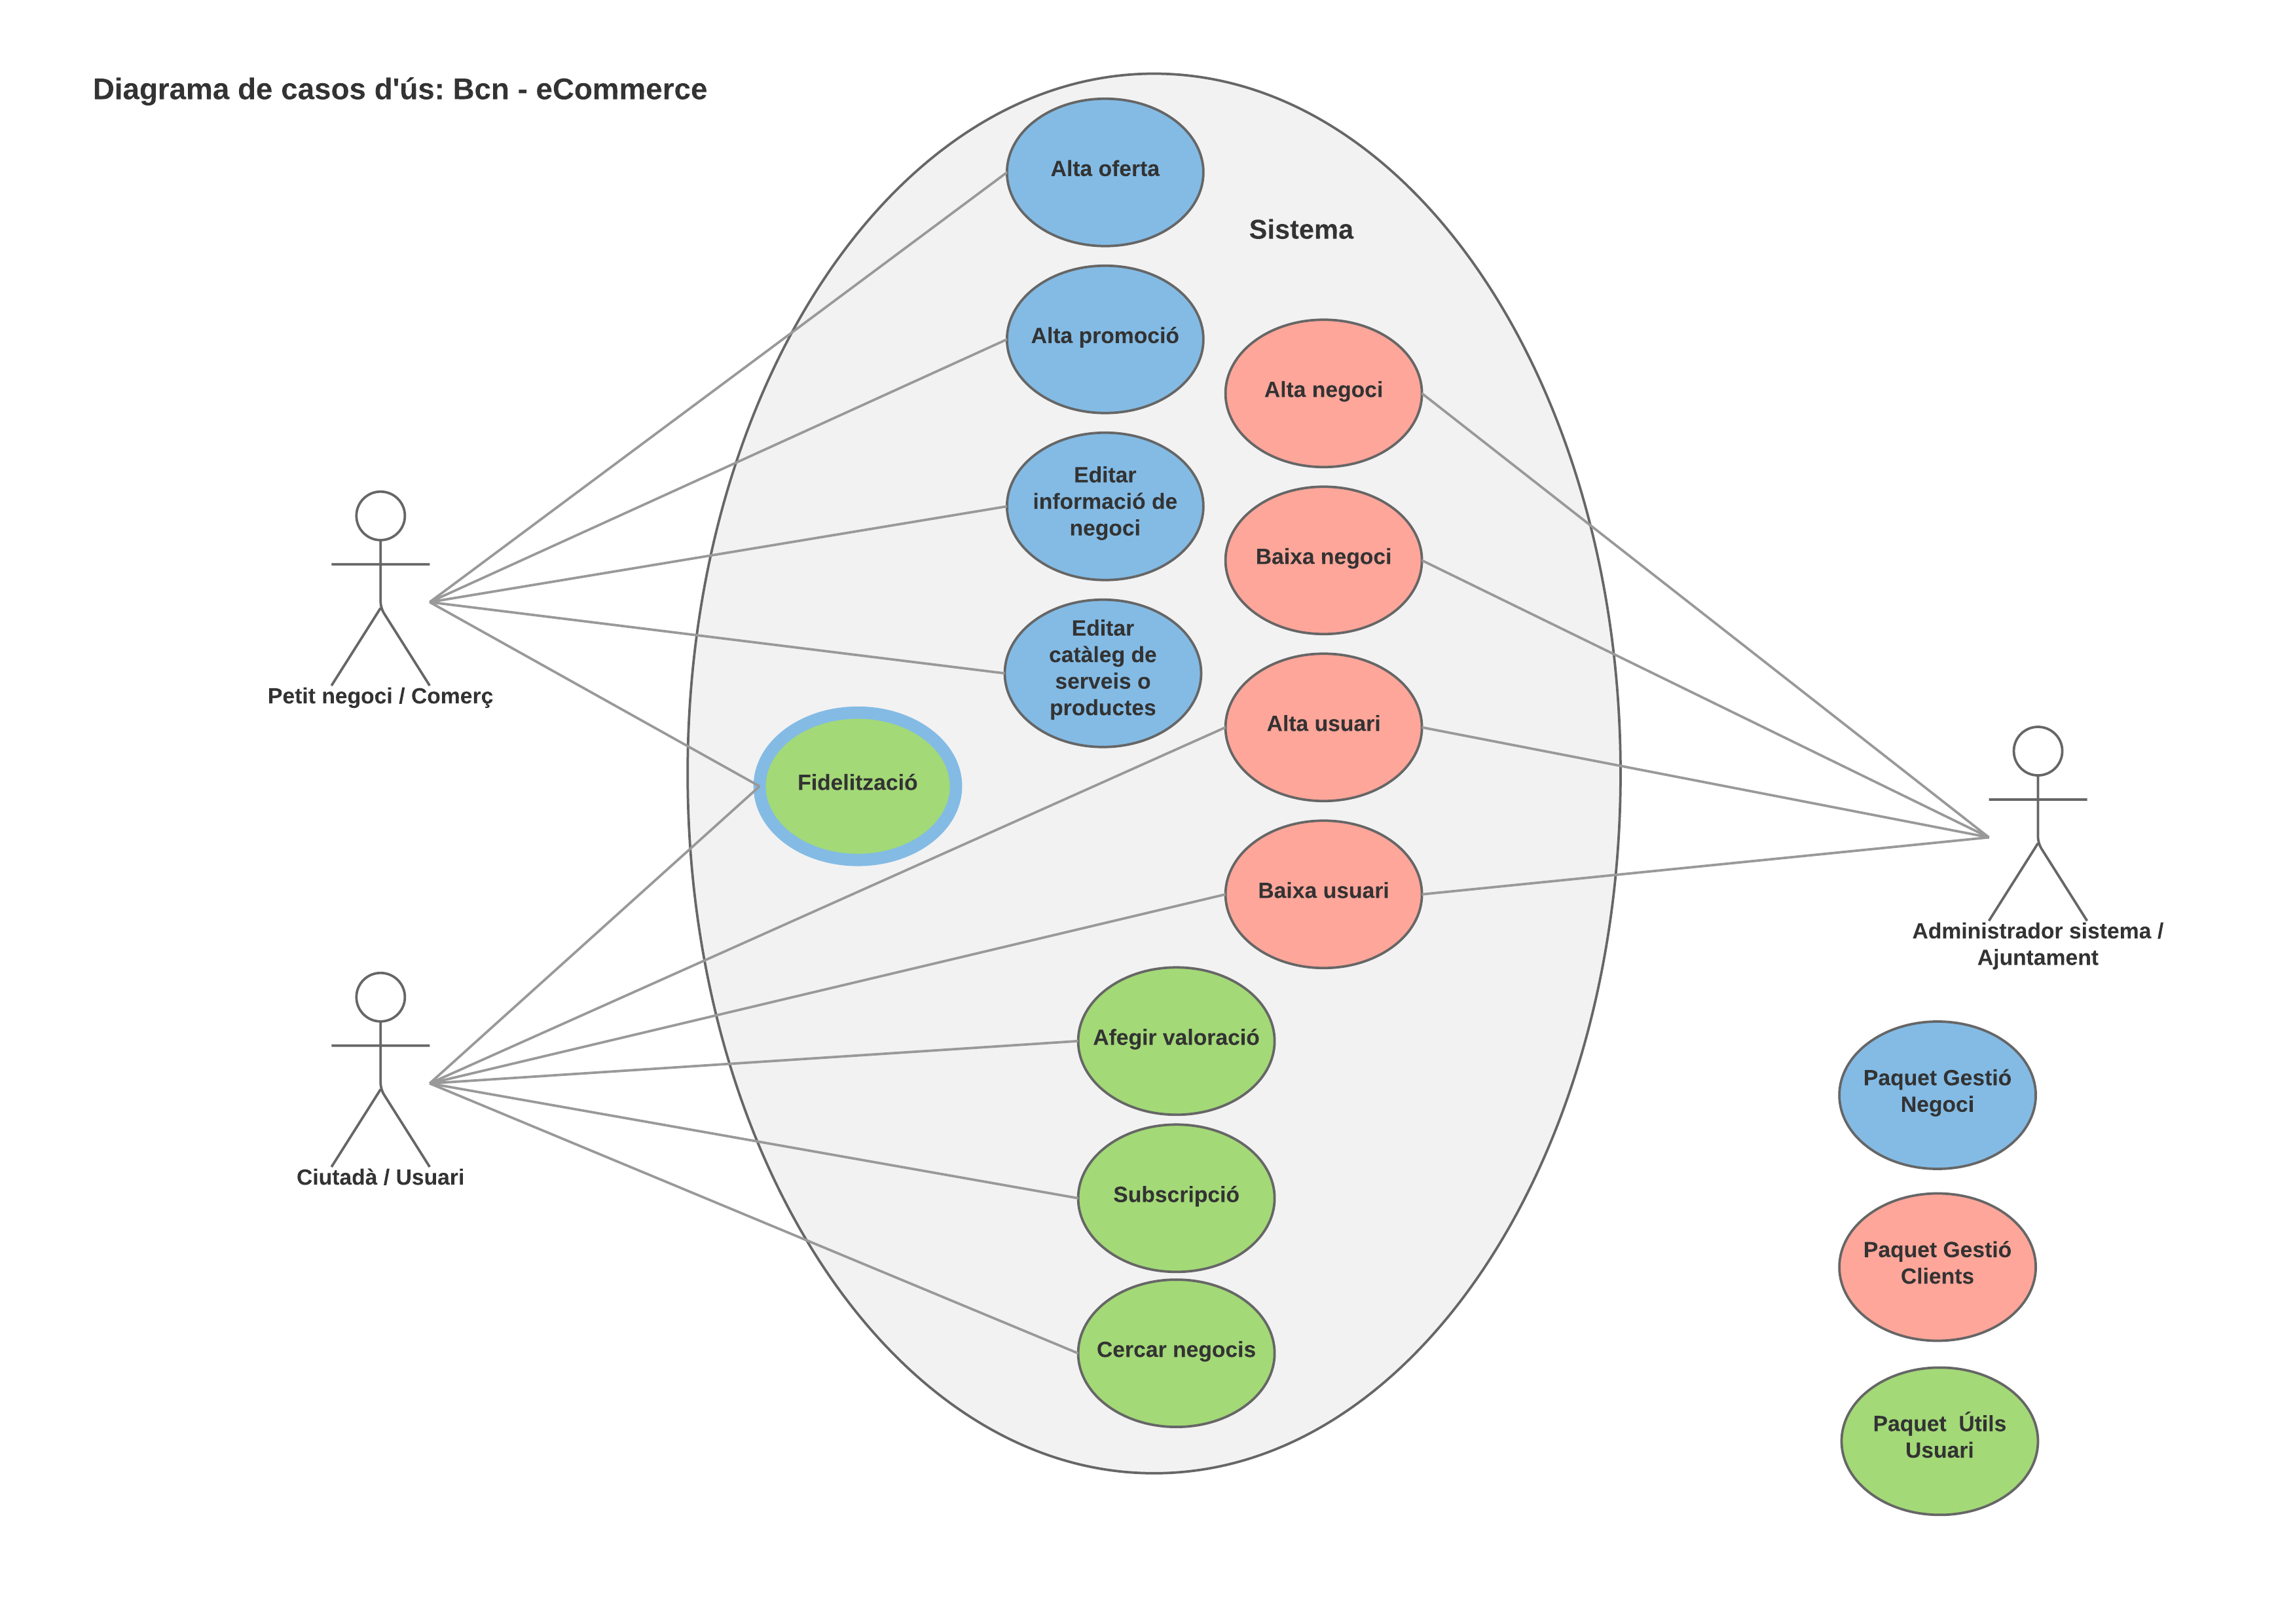 Diagrama de casos d'ús: Bcn - eCommerce
Alta oferta
Sistema
Alta promoció
Alta negoci
Editar
informació de
negoci
Baixa negoci
Editar
catàleg de
serveis o
productes
Petit negoci / Comerç
Alta usuari
Fidelització
Baixa usuari
Administrador sistema /
Ajuntament
Afegir valoració
Paquet Gestió
Negoci
Ciutadà / Usuari
Subscripció
Paquet Gestió
Clients
Cercar negocis
Paquet  Útils
Usuari